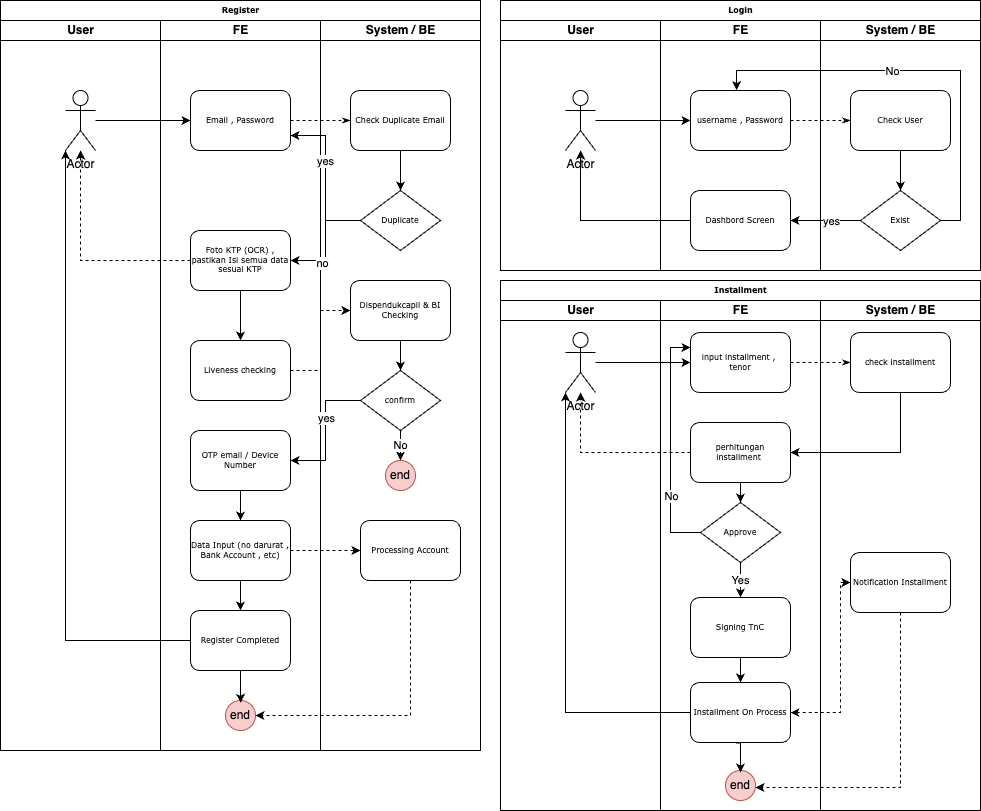 Register
User
FE
System / BE
Actor
Email , Password
Check Duplicate Email
yes
Duplicate
no
Foto KTP (OCR) ,
pastikan Isi semua data
sesuai KTP
Dispendukcapil & BI
Checking
Liveness checking
confirm
yes
No
OTP email / Device
Number
end
Data Input (no darurat ,
Bank Account , etc)
Processing Account
Register Completed
end
Login
User
FE
System / BE
No
Actor
username , Password
Check User
Dashbord Screen
yes
Exist
Installment
User
FE
System / BE
Actor
input installment ,
tenor
check installment
perhitungan
installment
No
Approve
Yes
Notification Installment
Signing TnC
Installment On Process
end